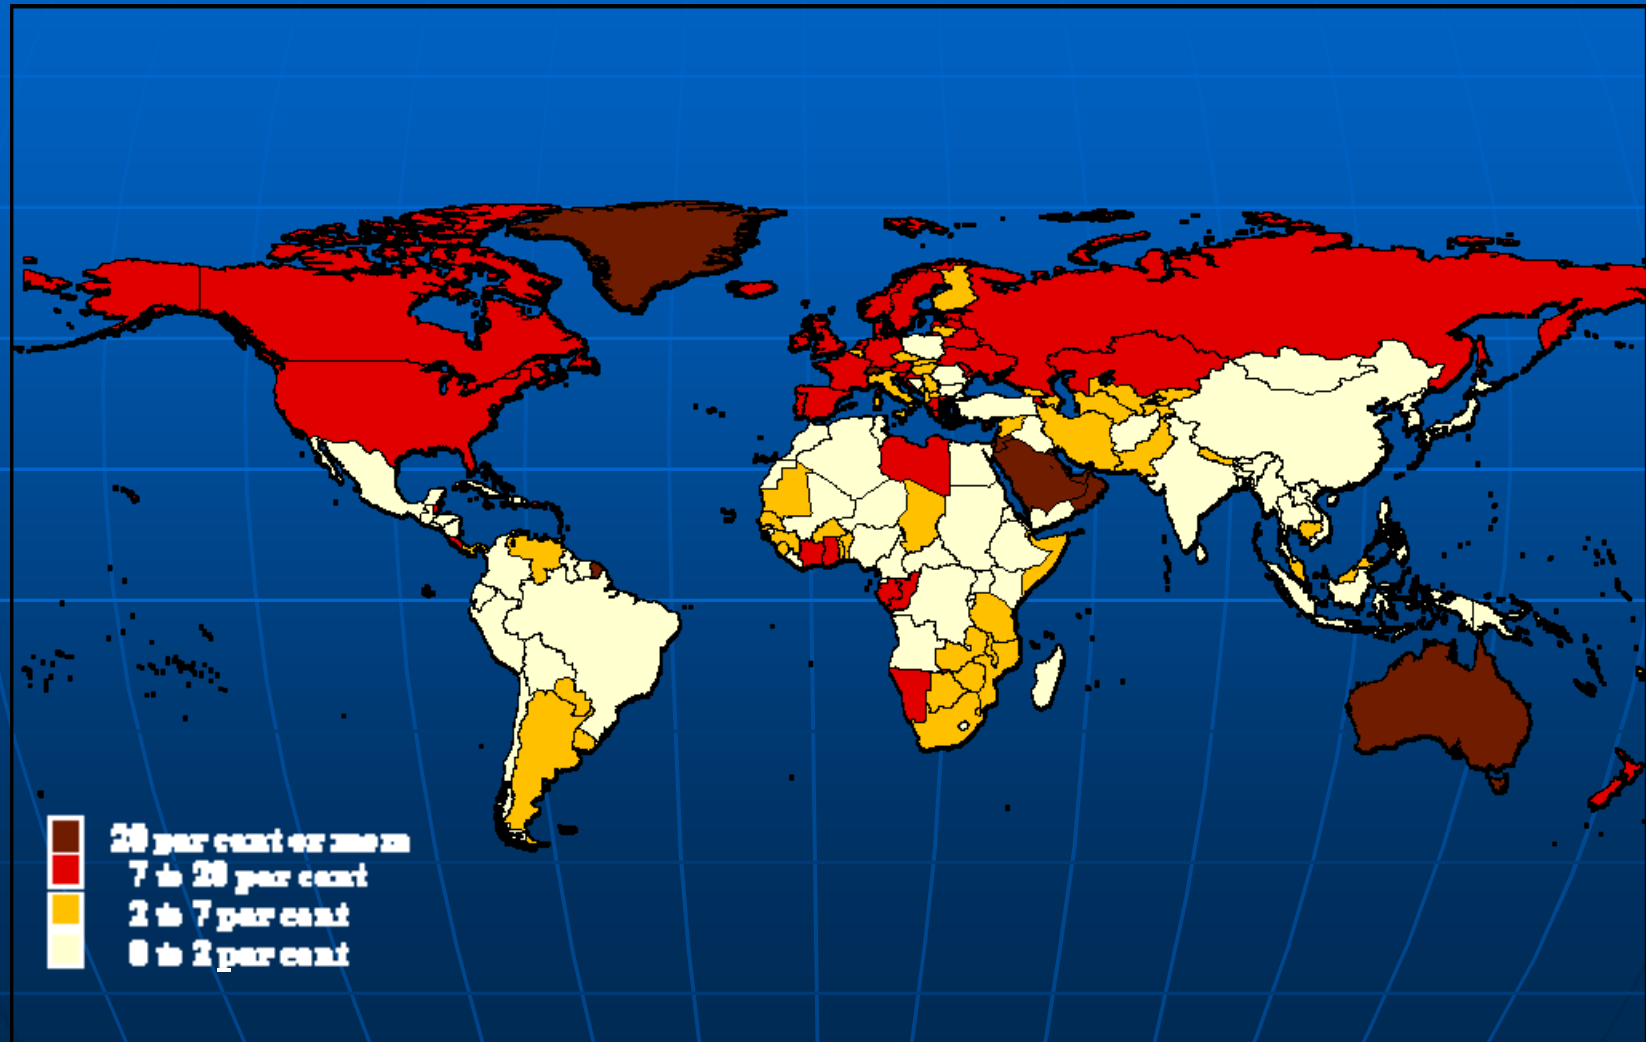 20 per cent or more
7 to 20 per cent
2 to 7 per cent
0 to 2 per cent